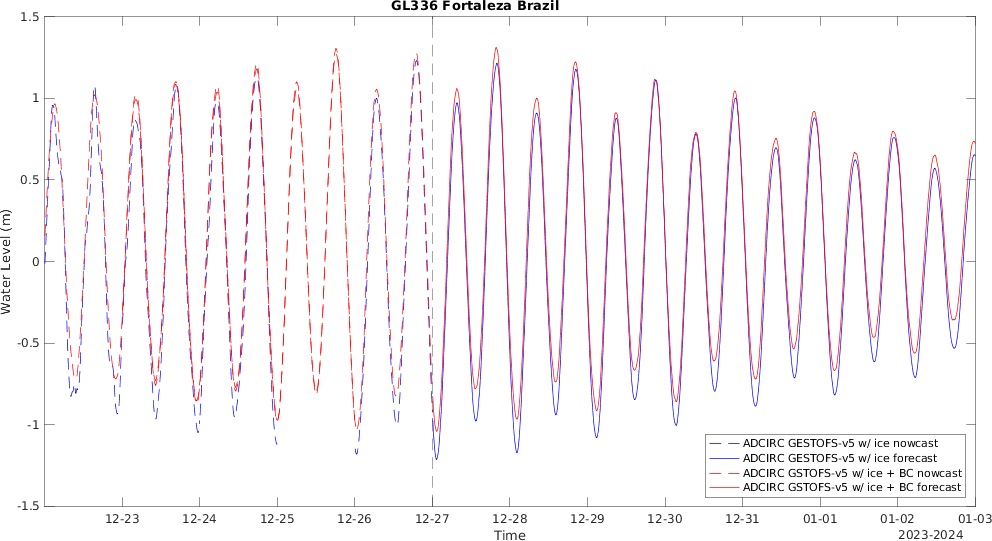 GL336 Fortaleza Brazil
1.5
1
0.5
0
-0.5
-1
-1.5
Water Level (m)
ADCIRC GESTOFS-v5 w/ ice nowcast
ADCIRC GESTOFS-v5 w/ ice forecast
ADCIRC GSTOFS-v5 w/ ice + BC nowcast
ADCIRC GSTOFS-v5 w/ ice + BC forecast
12-23 12-24 12-25 12-26 12-27 12-28 12-29 12-30 12-31 01-01 01-02 01-03
Time
2023-2024